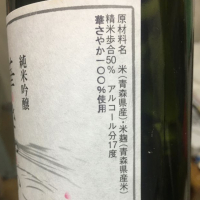 原材料名 米(青森県産)・米麹(青森県産米)
精米歩合50% アルコール分17度
華さやか一〇〇%使用
純米吟醸